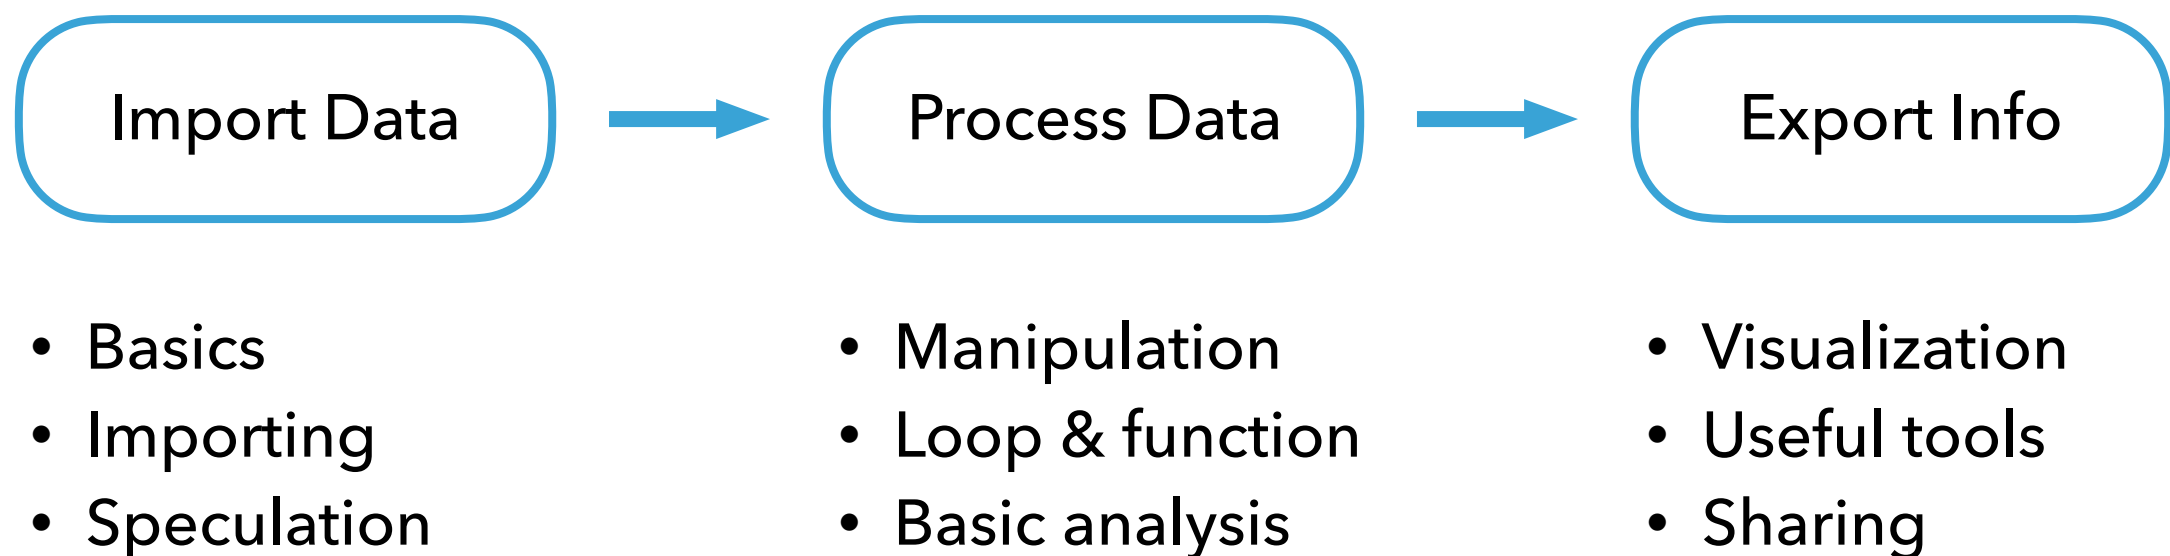 Import Data
Process Data
Export Info
• Basics
• Importing
• Speculation
• Manipulation
• Loop & function
• Basic analysis
• Visualization
• Useful tools
• Sharing